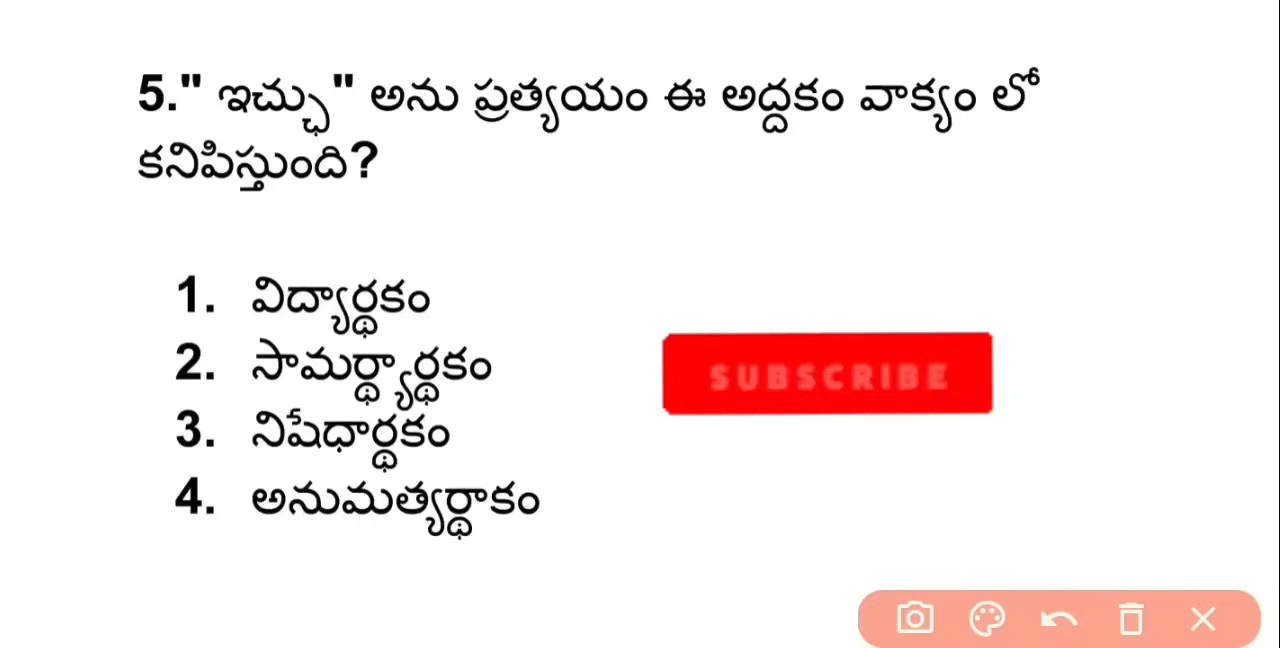 5." ఇచ్చు" అను ప్రత్యయం ఈ అర్దకం వాక్యం లో
కనిపిస్తుంది?
1. విద్యార్థకం
2. సామర్థ్యార్థకం
SUBSCRIBE
3. నిషేధార్థకం
4. అనుమత్యర్థాకం